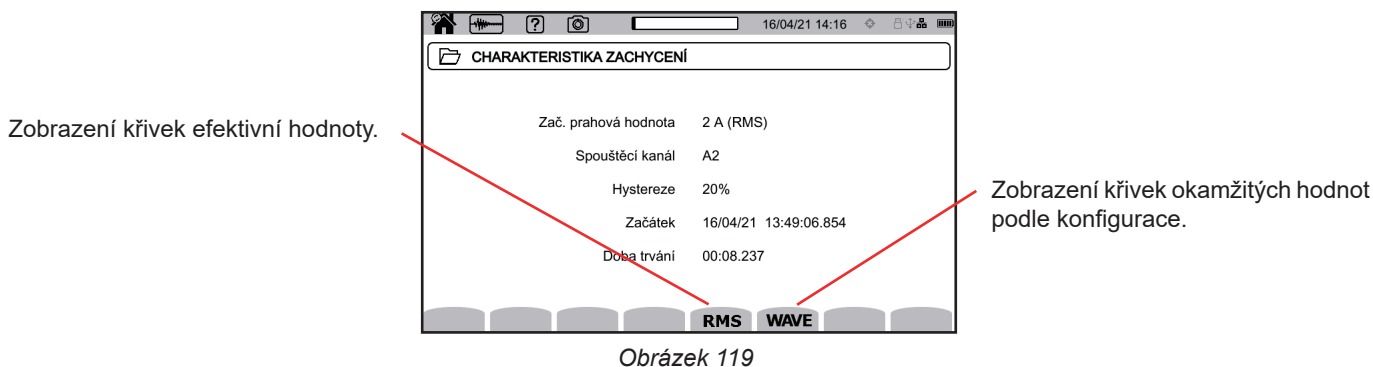 16/04/21 14:16
CHARAKTERISTIKA ZACHYCENÍ
Zobrazení křivek efektivní hodnoty.
Zač. prahová hodnota 2 A (RMS)
Spouštěcí kanál A2
Hystereze 20%
Začátek 16/04/21 13:49:06.854
Doba trvání 00:08.237
Zobrazení křivek okamžitých hodnot
podle konfigurace.
RMS WAVE
Obrázek 119